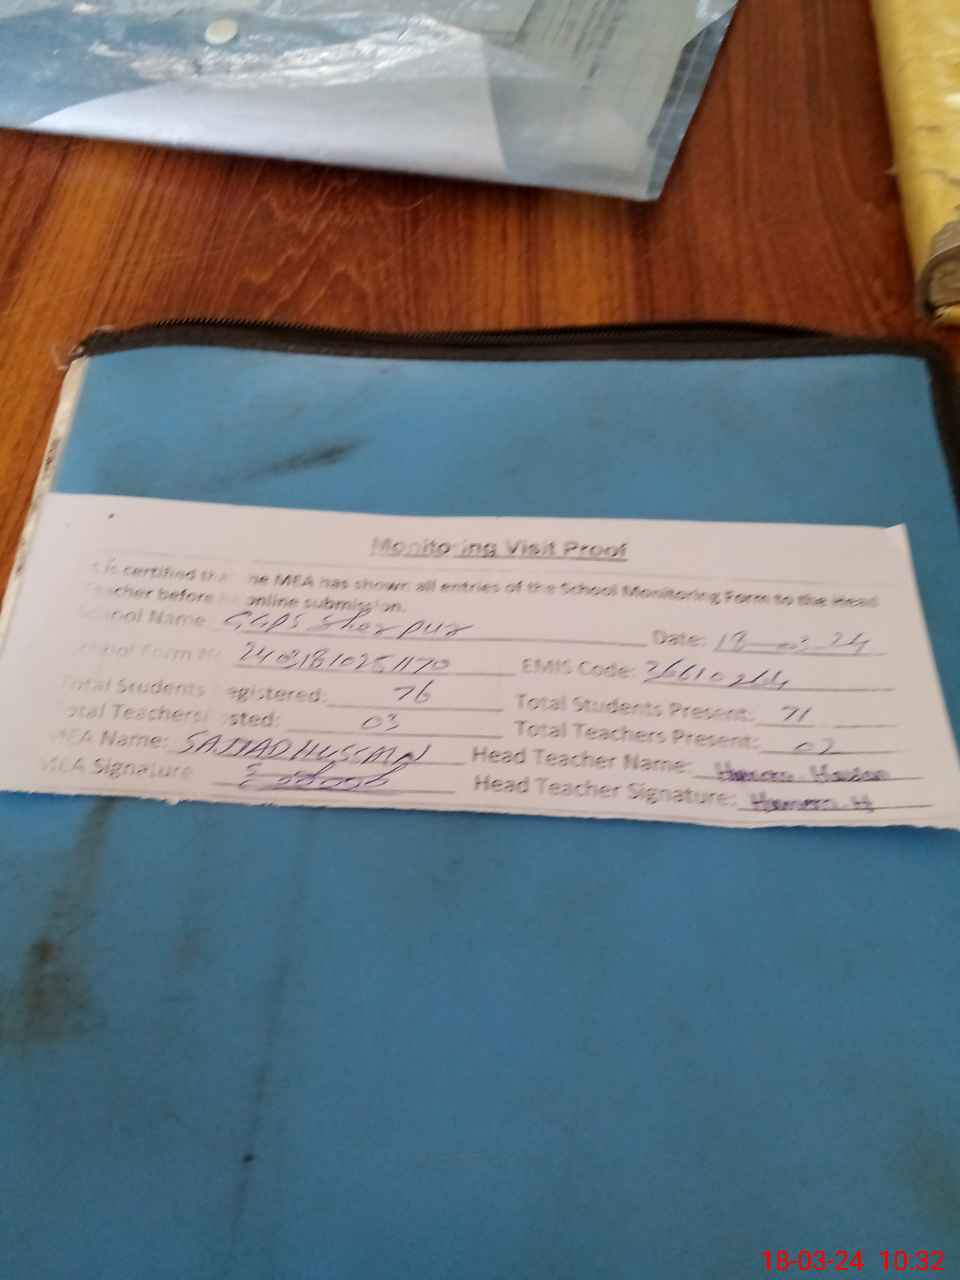 Monitoring Visit Proof
is certified the MEA has shown all entries of the School Monitoring Form to the Head
Teacher before online submission.
School Name GGPS Sherpur Date: 18-03-24
School Form 24031810251170 EMIS Code:
Total Students Registered: 76 Total Students Present: 71
Total Teachers Posted: 03 Total Teachers Present: 02
MEA Name: SAJJAD HUSSAIN Head Teacher Name:
MEA Signature Head Teacher Signature:
18-03-24 10:32